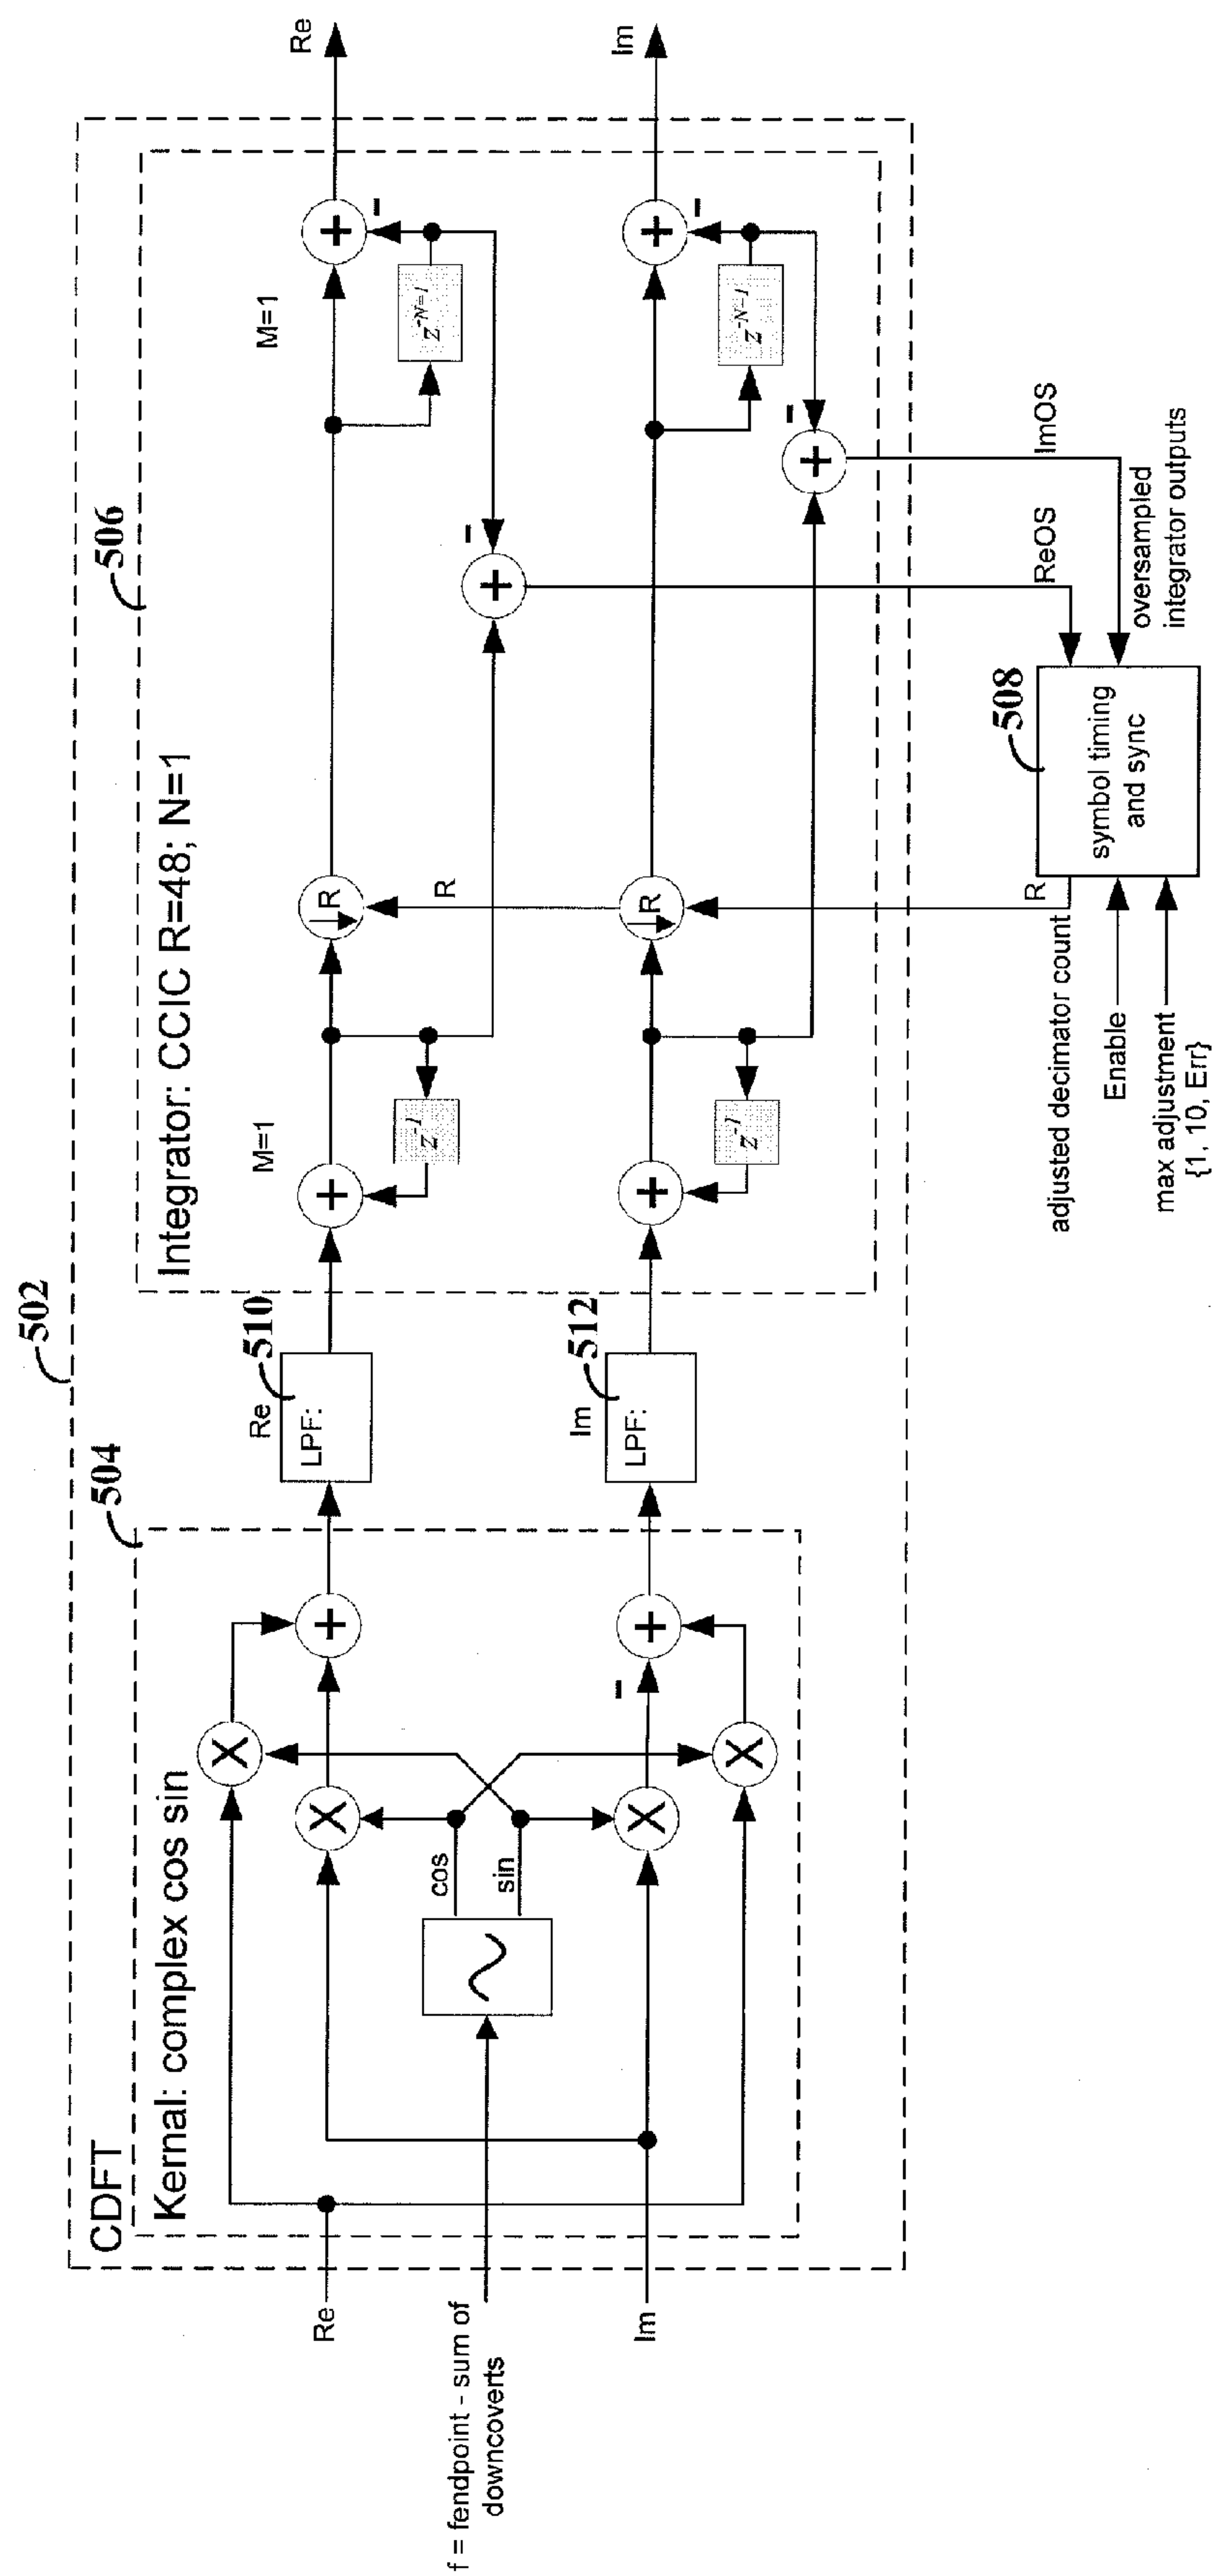 502
CDFT
504
Kernal: complex cos sin
Re
f = fendpoint - sum of
downcoverts
Im
cos
sin
X
X
X
X
+
+
-
Re
510
LPF:
Im
512
LPF:
506
Integrator: CCIC R=48; N=1
M=1
+
z-1
R
R
M=1
z-N=1
+
-
Re
+
-
+
z-1
R
+
-
Im
+
-
ReOS
ImOS
oversampled
integrator outputs
508
symbol timing
and sync
R
adjusted decimator count
Enable
max adjustment
{1, 10, Err}